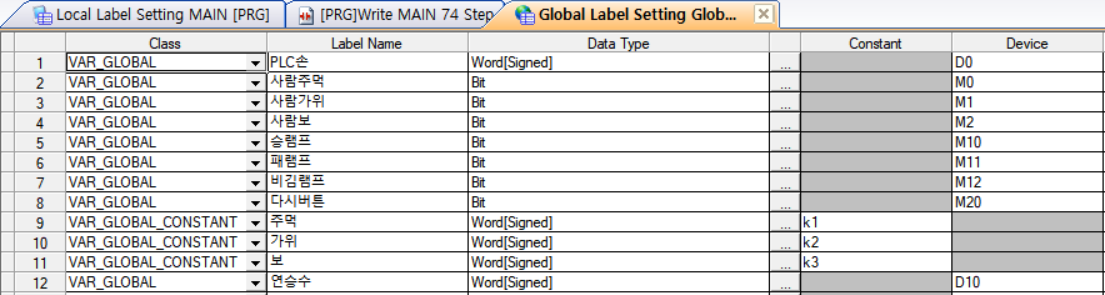 Local Label Setting MAIN [PRG] [PRG]Write MAIN 74 Step Global Label Setting Glob...
Class Label Name Data Type Constant Device
1 VAR_GLOBAL PLC손 Word[Signed] ... D0
2 VAR_GLOBAL 사람주먹 Bit ... M0
3 VAR_GLOBAL 사람가위 Bit ... M1
4 VAR_GLOBAL 사람보 Bit ... M2
5 VAR_GLOBAL 승램프 Bit ... M10
6 VAR_GLOBAL 패램프 Bit ... M11
7 VAR_GLOBAL 비김램프 Bit ... M12
8 VAR_GLOBAL 다시버튼 Bit ... M20
9 VAR_GLOBAL_CONSTANT 주먹 Word[Signed] ... k1
10 VAR_GLOBAL_CONSTANT 가위 Word[Signed] ... k2
11 VAR_GLOBAL_CONSTANT 보 Word[Signed] ... k3
12 VAR_GLOBAL 연승수 Word[Signed] ... D10